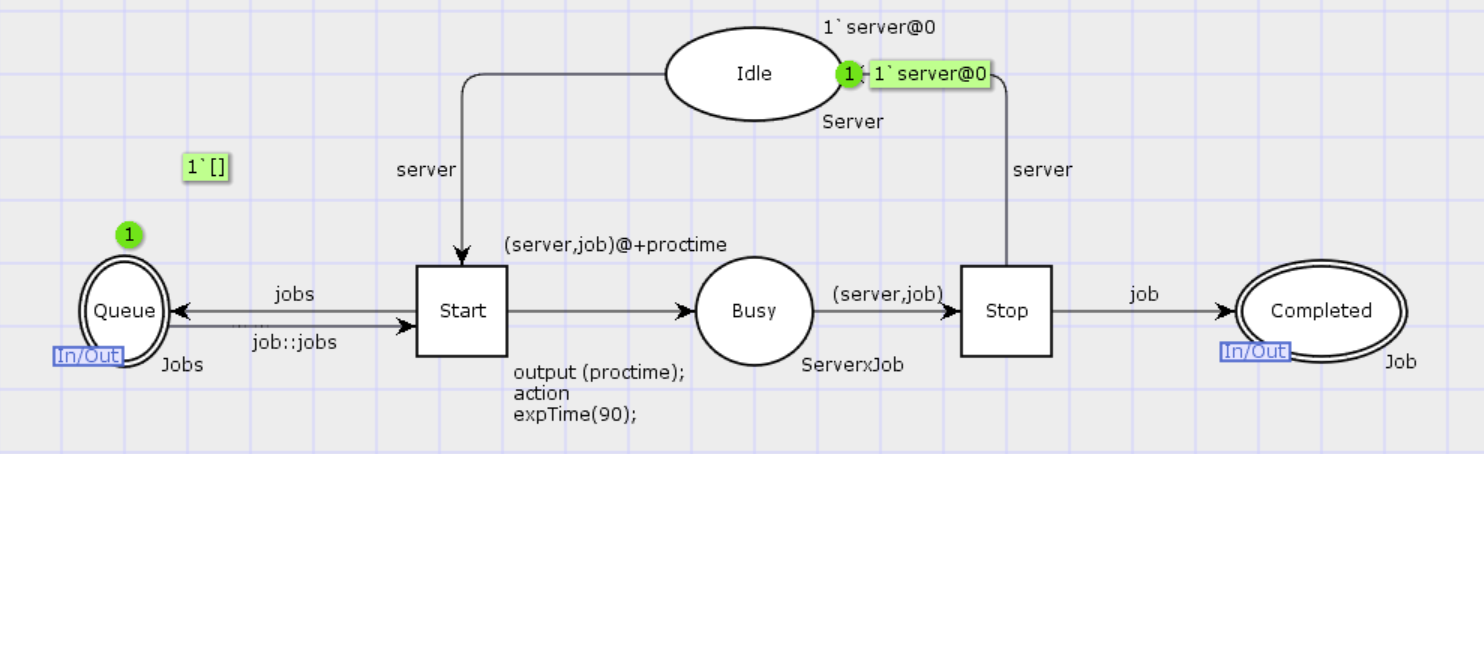 1`server@0
Idle
1
1`server@0
Server
1`[]
server
server
1
(server,job)@+proctime
jobs
(server,job)
job
Queue
Start
Busy
Stop
Completed
job::jobs
In/Out
In/Out
Jobs
ServerxJob
Job
output (proctime);
action
expTime(90);